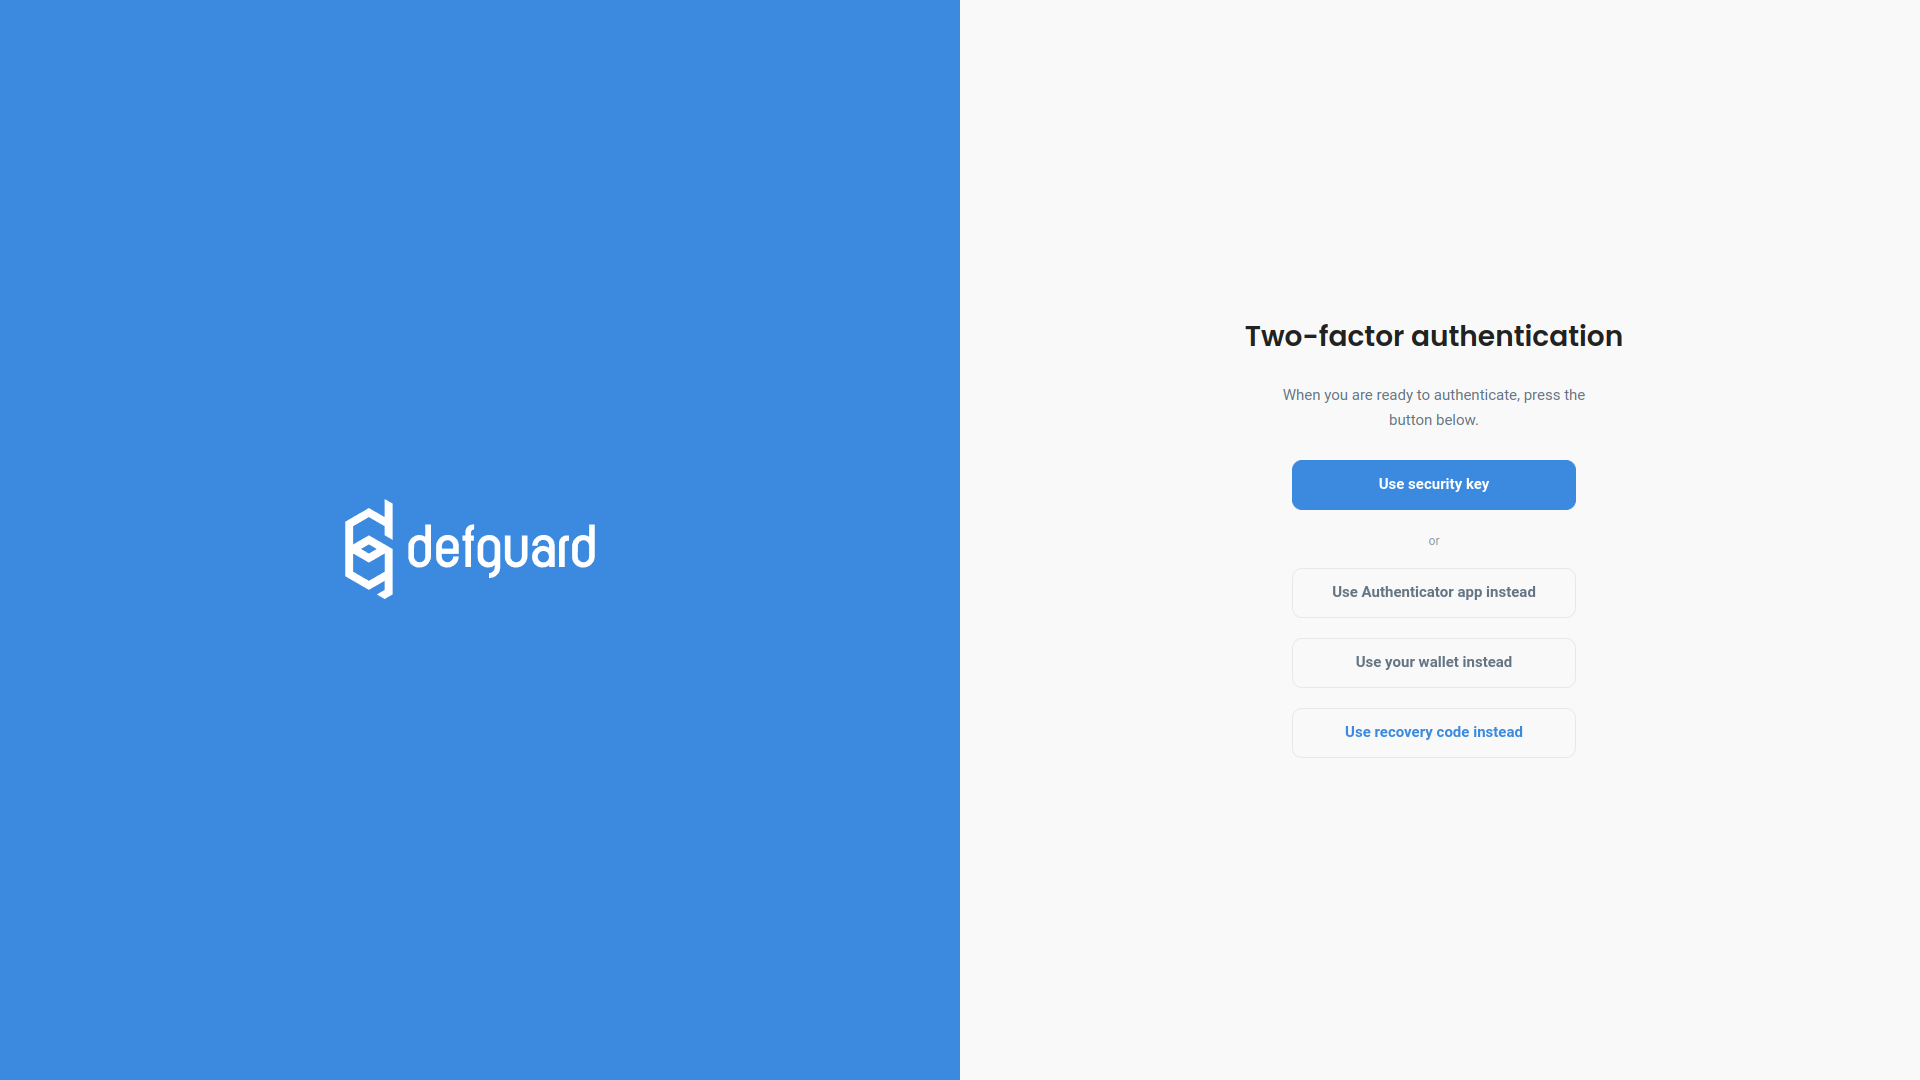 defguard
Two-factor authentication
When you are ready to authenticate, press the
button below.
Use security key
or
Use Authenticator app instead
Use your wallet instead
Use recovery code instead